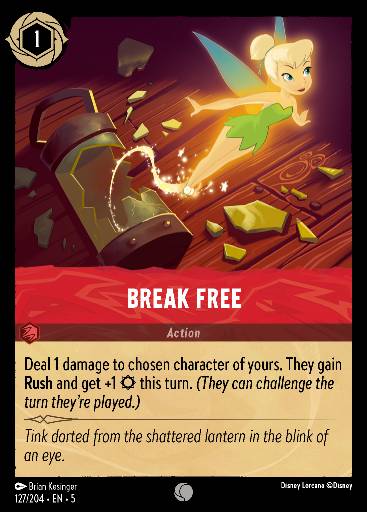 1
BREAK FREE
Action
Deal 1 damage to chosen character of yours. They gain
Rush and get +1 this turn. (They can challenge the
turn they're played.)
Tink dorted from the shattered lantern in the blink of
an eye.
Brian Kesinger
Disney Lorcana ©Disney
127/204 • EN • 5